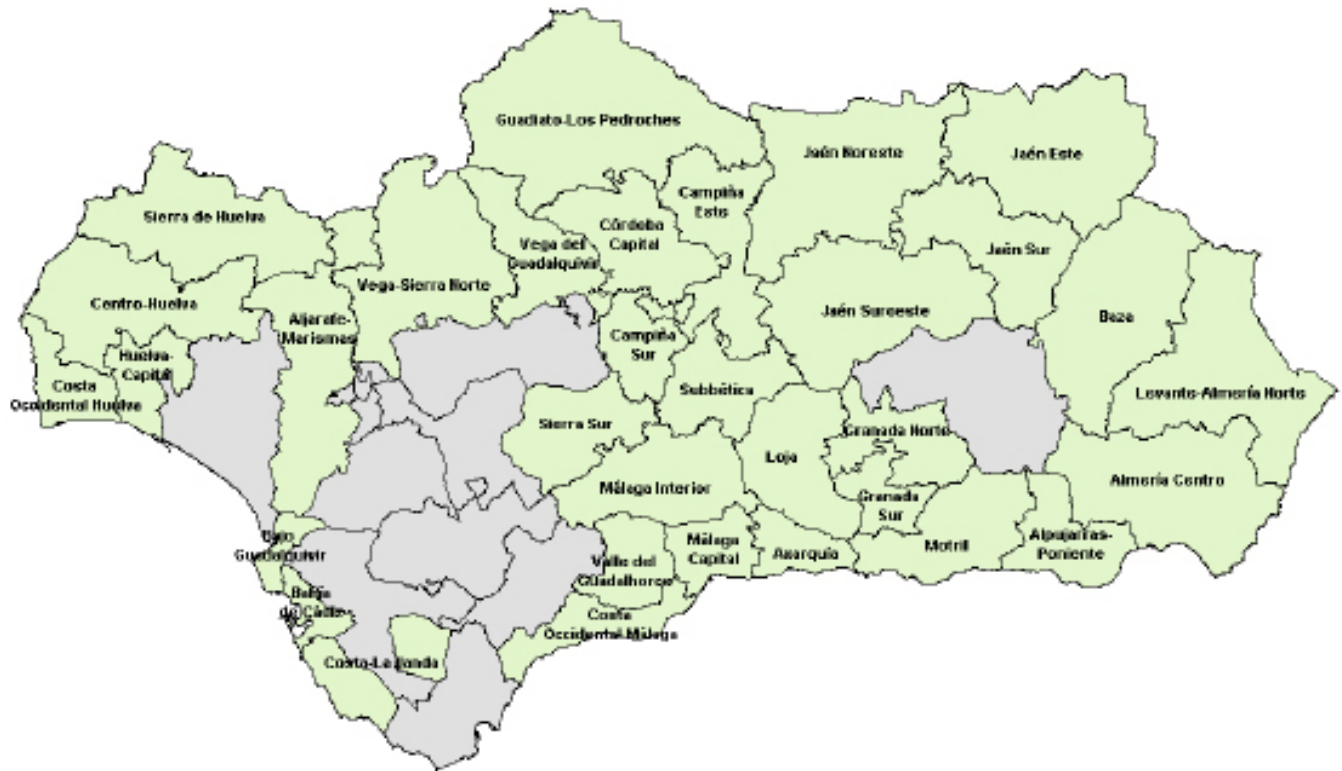 Guadiato-Los Pedroches
Jaén Noreste
Jaén Este
Campiña
Este
Sierra de Huelva
Córdoba
Capital
Vega del
Guadalquivir
Jaén Sur
Vega-Sierra Norte
Centro-Huelva
Aljarafe-
Marismas
Jaén Suroeste
Baza
Campiña
Sur
Huelva-
Capital
Costa
Occidental Huelva
Subbética
Levante-Almería Norte
Sierra Sur
Granada Norte
Loja
Málaga Interior
Almería Centro
Granada
Sur
Bajo
Guadalquivir
Málaga
Capital
Axarquía
Motril
Alpujarras-
Poniente
Valle del
Guadalhorce
Bahía
de Cádiz
Costa
Occidental-Málaga
Costa-La Janda